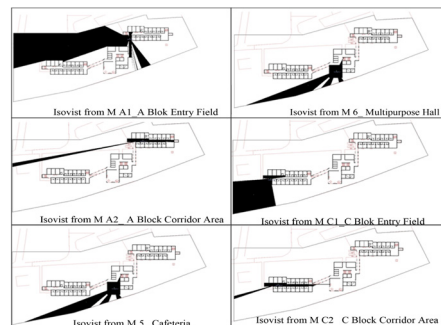 Isovist from M A1_A Blok Entry Field
Isovist from M 6_ Multipurpose Hall
Isovist from M A2_ A Block Corridor Area
Isovist from M C1_C Blok Entry Field
Isovist from M 5_ Cafeteria
Isovist from M C2_ C Block Corridor Area